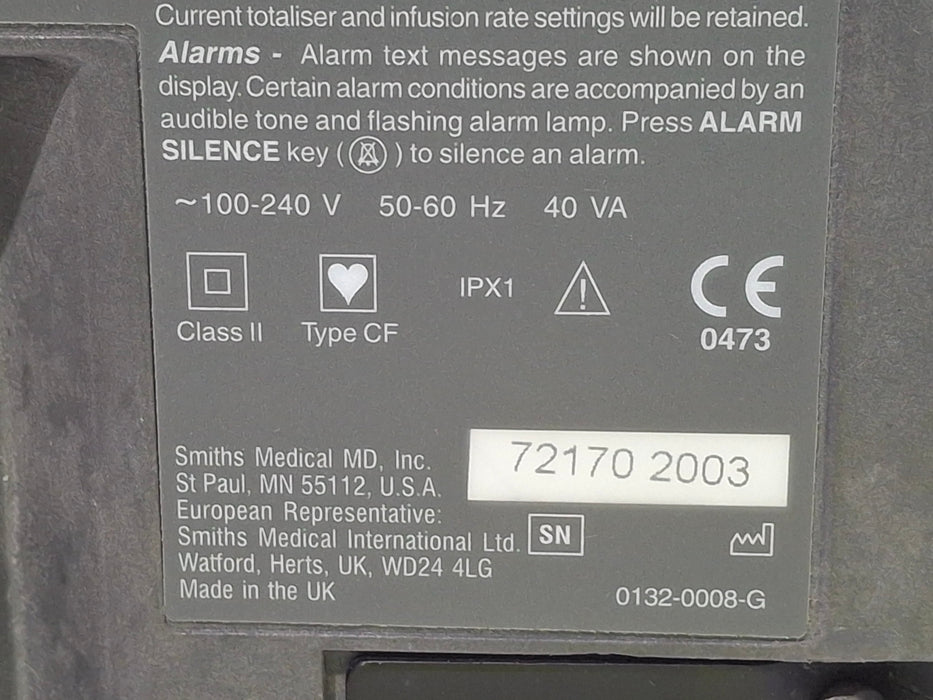 Current totaliser and infusion rate settings will be retained.
Alarms - Alarm text messages are shown on the
display. Certain alarm conditions are accompanied by an
audible tone and flashing alarm lamp. Press ALARM
SILENCE key ( ) to silence an alarm.
~100-240 V 50-60 Hz 40 VA
IPX1
CE
Class II Type CF
0473
72170 2003
Smiths Medical MD, Inc.
St Paul, MN 55112, U.S.A.
European Representative:
Smiths Medical International Ltd.
SN
Watford, Herts, UK, WD24 4LG
Made in the UK
0132-0008-G